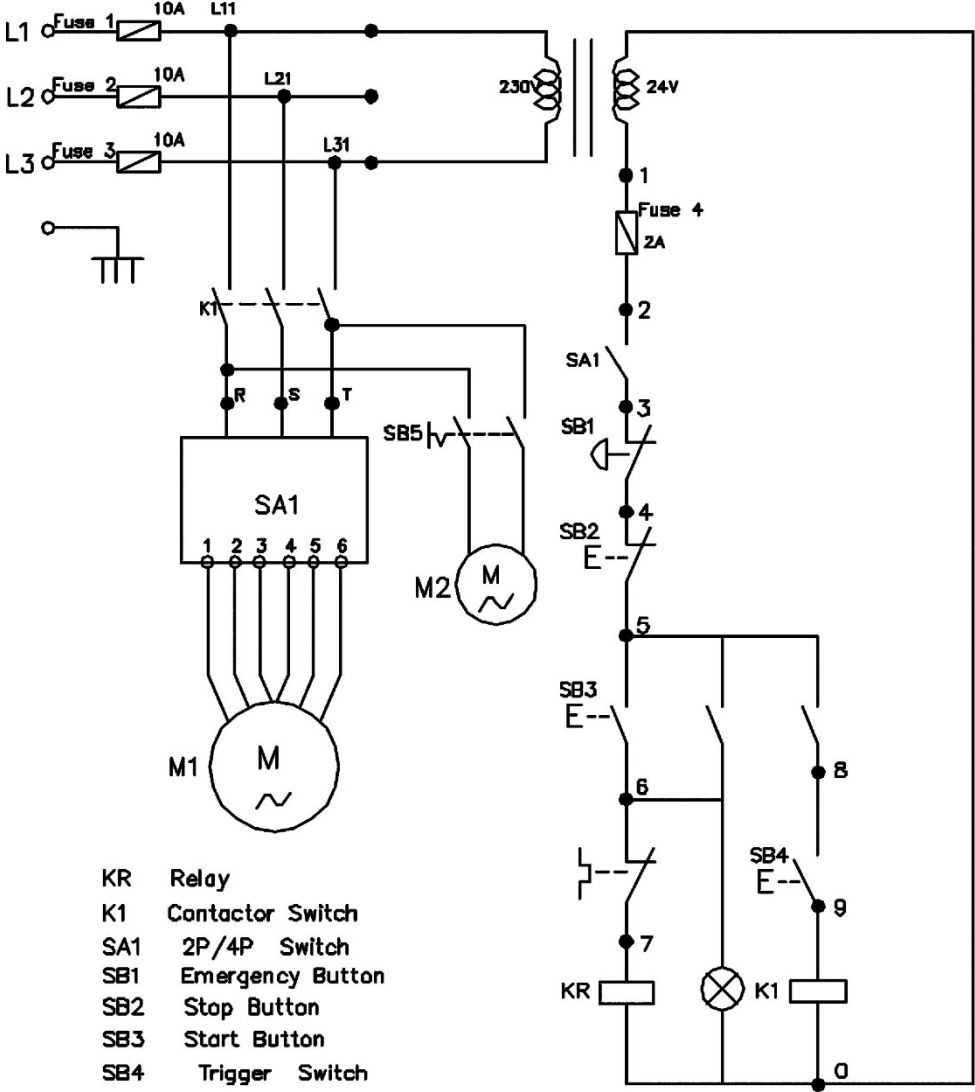 L1 Fuse 1 10A L11
L2 Fuse 2 10A L21
230V 24V
L3 Fuse 3 10A L31
1
Fuse 4
2A
2
K1
SA1
R S T
3
SB5
SB1
SA1
4
SB2
1 2 3 4 5 6
M2 M
E
5
SB3
E
M1 M
6
8
SB4
E
9
7
KR
K1
0
KR Relay
K1 Contactor Switch
SA1 2P/4P Switch
SB1 Emergency Button
SB2 Stop Button
SB3 Start Button
SB4 Trigger Switch